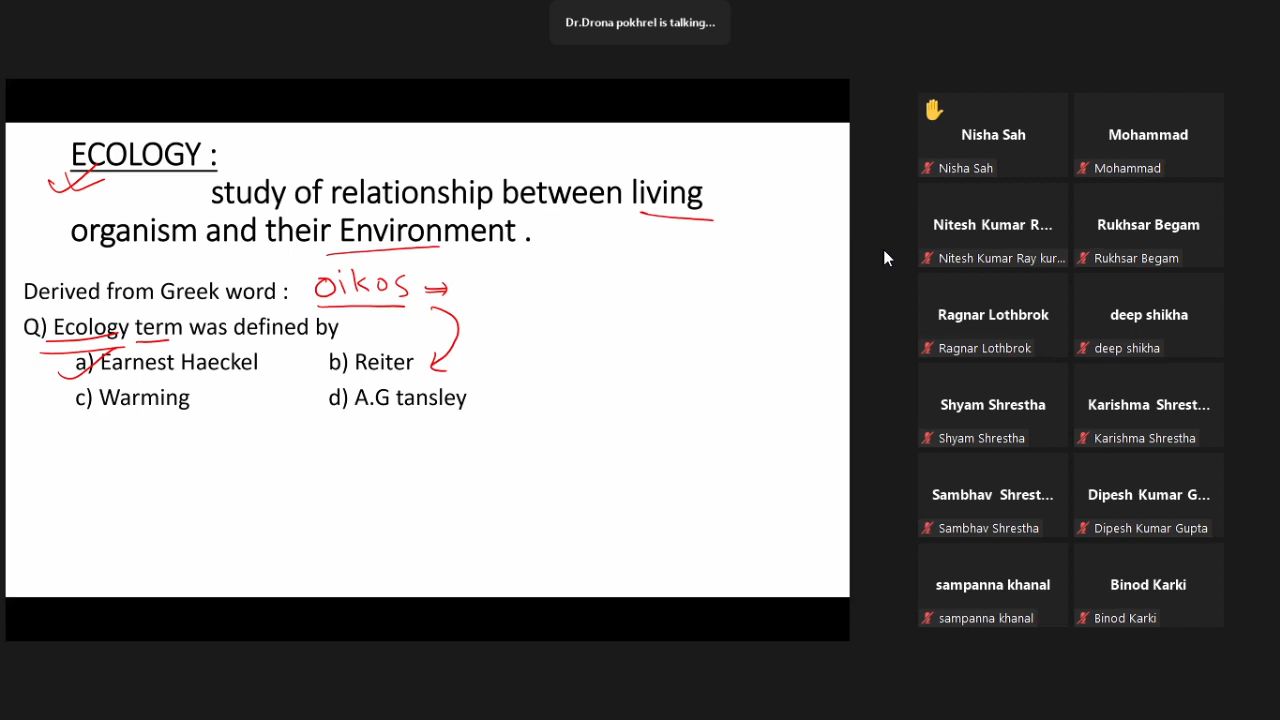 Dr.Drona pokhrel is talking...
ECOLOGY :
study of relationship between living
organism and their Environment .
Derived from Greek word : oikos ⇒
Q) Ecology term was defined by
a) Earnest Haeckel b) Reiter
c) Warming d) A.G tansley
Nisha Sah
Nisha Sah
Mohammad
Mohammad
Nitesh Kumar R...
Nitesh Kumar Ray kur...
Rukhsar Begam
Rukhsar Begam
Ragnar Lothbrok
Ragnar Lothbrok
deep shikha
deep shikha
Shyam Shrestha
Shyam Shrestha
Karishma Shrest...
Karishma Shrestha
Sambhav Shrest...
Sambhav Shrestha
Dipesh Kumar G...
Dipesh Kumar Gupta
sampanna khanal
sampanna khanal
Binod Karki
Binod Karki